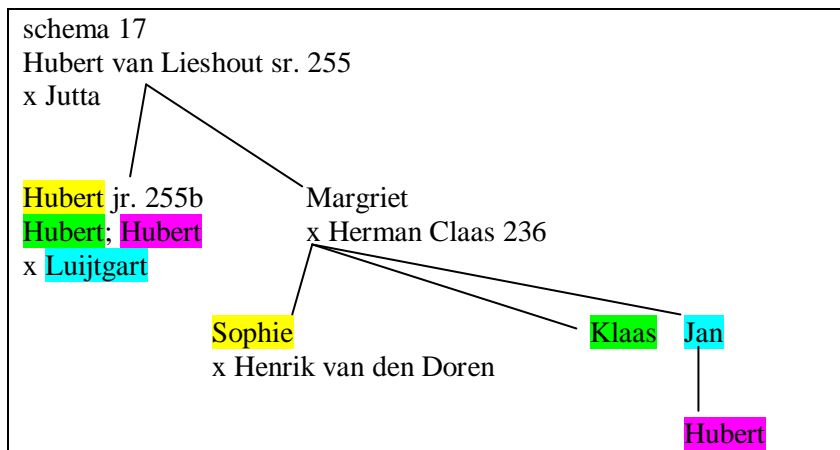 schema 17
Hubert van Lieshout sr. 255
x Jutta
Hubert jr. 255b
Hubert; Hubert
x Luijtgart
Margriet
x Herman Claas 236
Sophie
x Henrik van den Doren
Klaas
Jan
Hubert